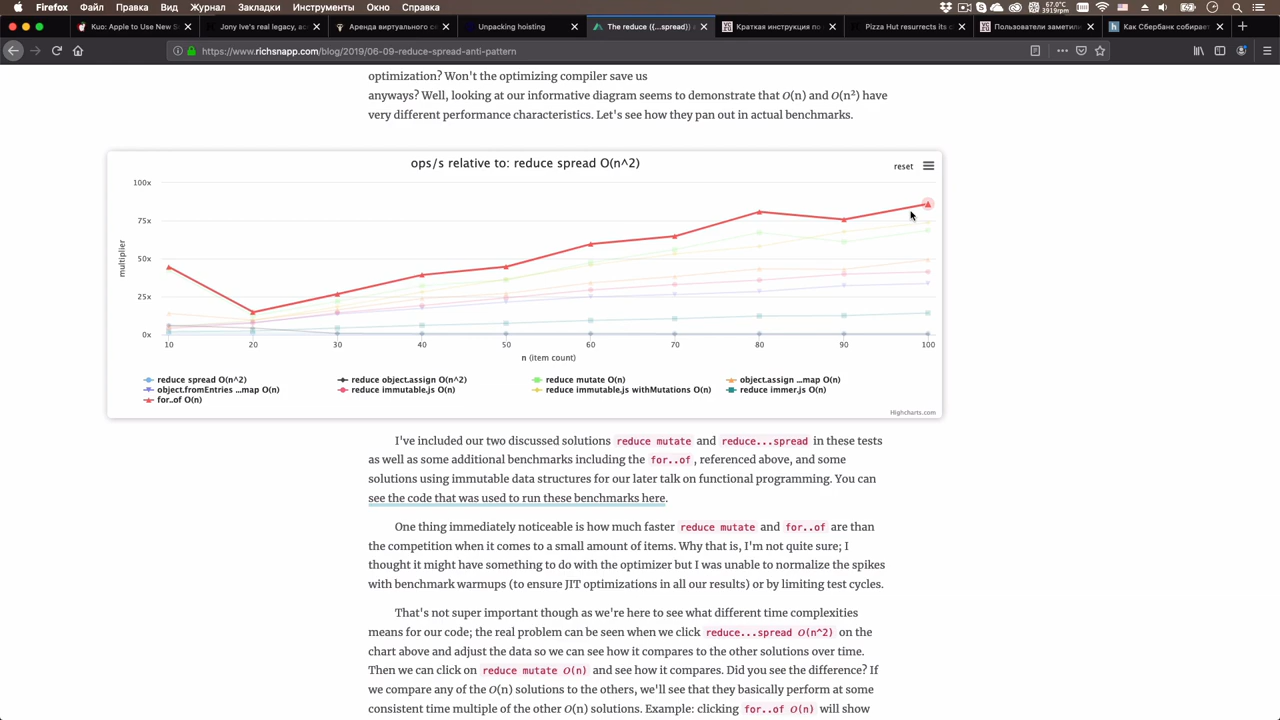 Firefox Файл Правка Вид Журнал Закладки Инструменты Окно Справка
Kuo: Apple to Use New S
Jony Ive's real legacy, ac
Аренда виртуального се
Unpacking hoisting
The reduce ({...spread}) a
Краткая инструкция по
Pizza Hut resurrects its c
Пользователи заметили
Как Сбербанк собирает
https://www.richsnapp.com/blog/2019/06-09-reduce-spread-anti-pattern
optimization? Won't the optimizing compiler save us
anyways? Well, looking at our informative diagram seems to demonstrate that O(n) and O(n²) have
very different performance characteristics. Let's see how they pan out in actual benchmarks.
ops/s relative to: reduce spread O(n^2)
reset
100x
75x
50x
25x
0x
multiplier
10 20 30 40 50 60 70 80 90 100
n (item count)
reduce spread O(n^2) reduce object.assign O(n^2) reduce mutate O(n) object.assign ...map O(n)
object.fromEntries ...map O(n) reduce immutable.js O(n) reduce immutable.js withMutations O(n) reduce immer.js O(n)
for..of O(n)
Highcharts.com
I've included our two discussed solutions reduce mutate and reduce...spread in these tests
as well as some additional benchmarks including the for..of, referenced above, and some
solutions using immutable data structures for our later talk on functional programming. You can
see the code that was used to run these benchmarks here.
One thing immediately noticeable is how much faster reduce mutate and for..of are than
the competition when it comes to a small amount of items. Why that is, I'm not quite sure; I
thought it might have something to do with the optimizer but I was unable to normalize the spikes
with benchmark warmups (to ensure JIT optimizations in all our results) or by limiting test cycles.
That's not super important though as we're here to see what different time complexities
means for our code; the real problem can be seen when we click reduce...spread O(n^2) on the
chart above and adjust the data so we can see how it compares to the other solutions over time.
Then we can click on reduce mutate O(n) and see how it compares. Did you see the difference? If
we compare any of the O(n) solutions to the others, we'll see that they basically perform at some
consistent time multiple of the other O(n) solutions. Example: clicking for..of O(n) will show